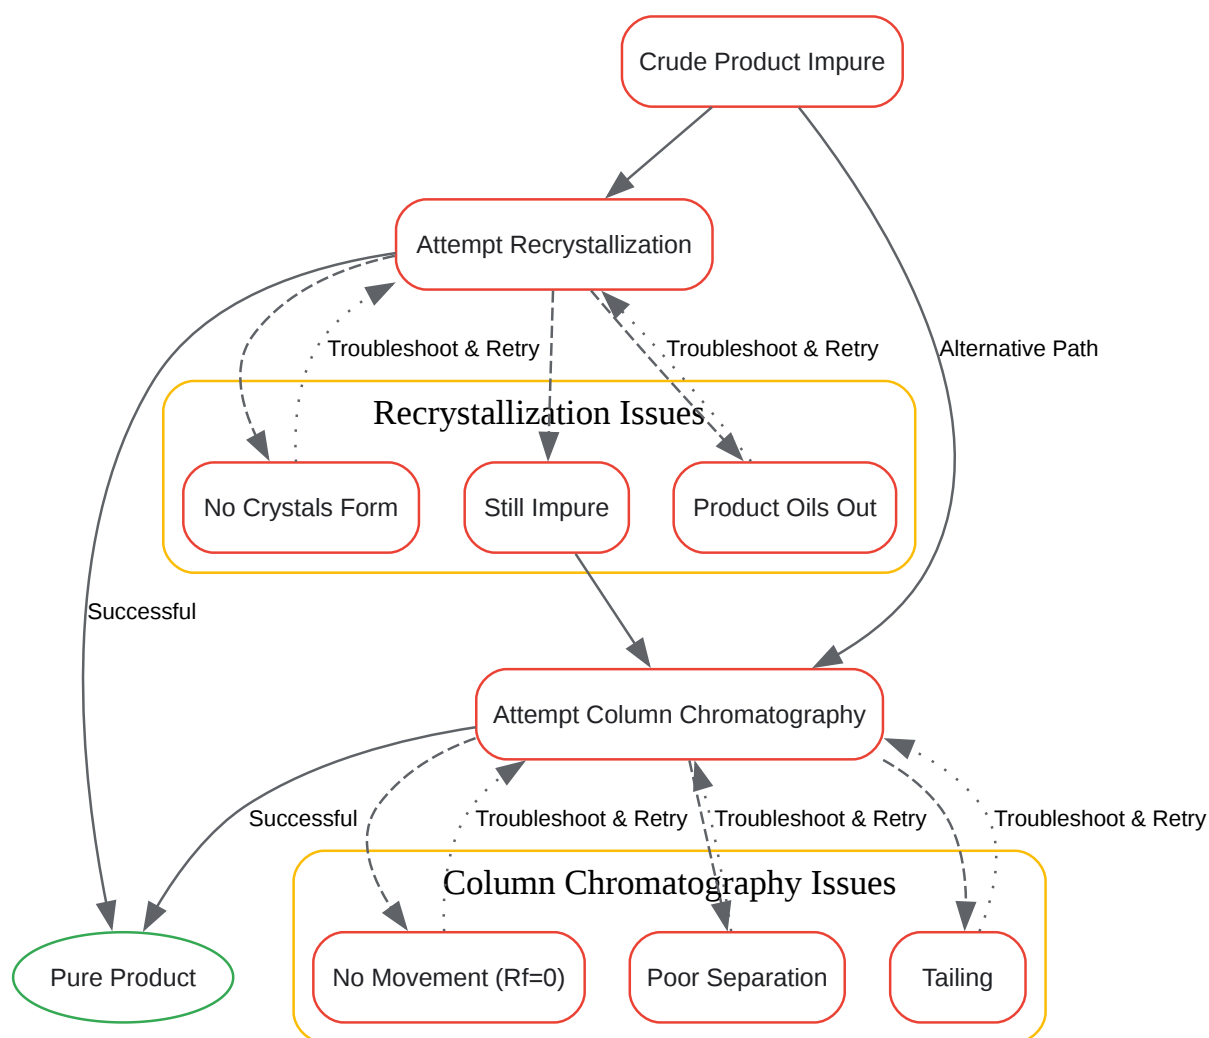 Crude Product Impure
Attempt Recrystallization
Troubleshoot & Retry
Troubleshoot & Retry
Alternative Path
Recrystallization Issues
No Crystals Form
Still Impure
Product Oils Out
Successful
Attempt Column Chromatography
Successful
Troubleshoot & Retry
Troubleshoot & Retry
Troubleshoot & Retry
Column Chromatography Issues
Pure Product
No Movement (Rf=0)
Poor Separation
Tailing